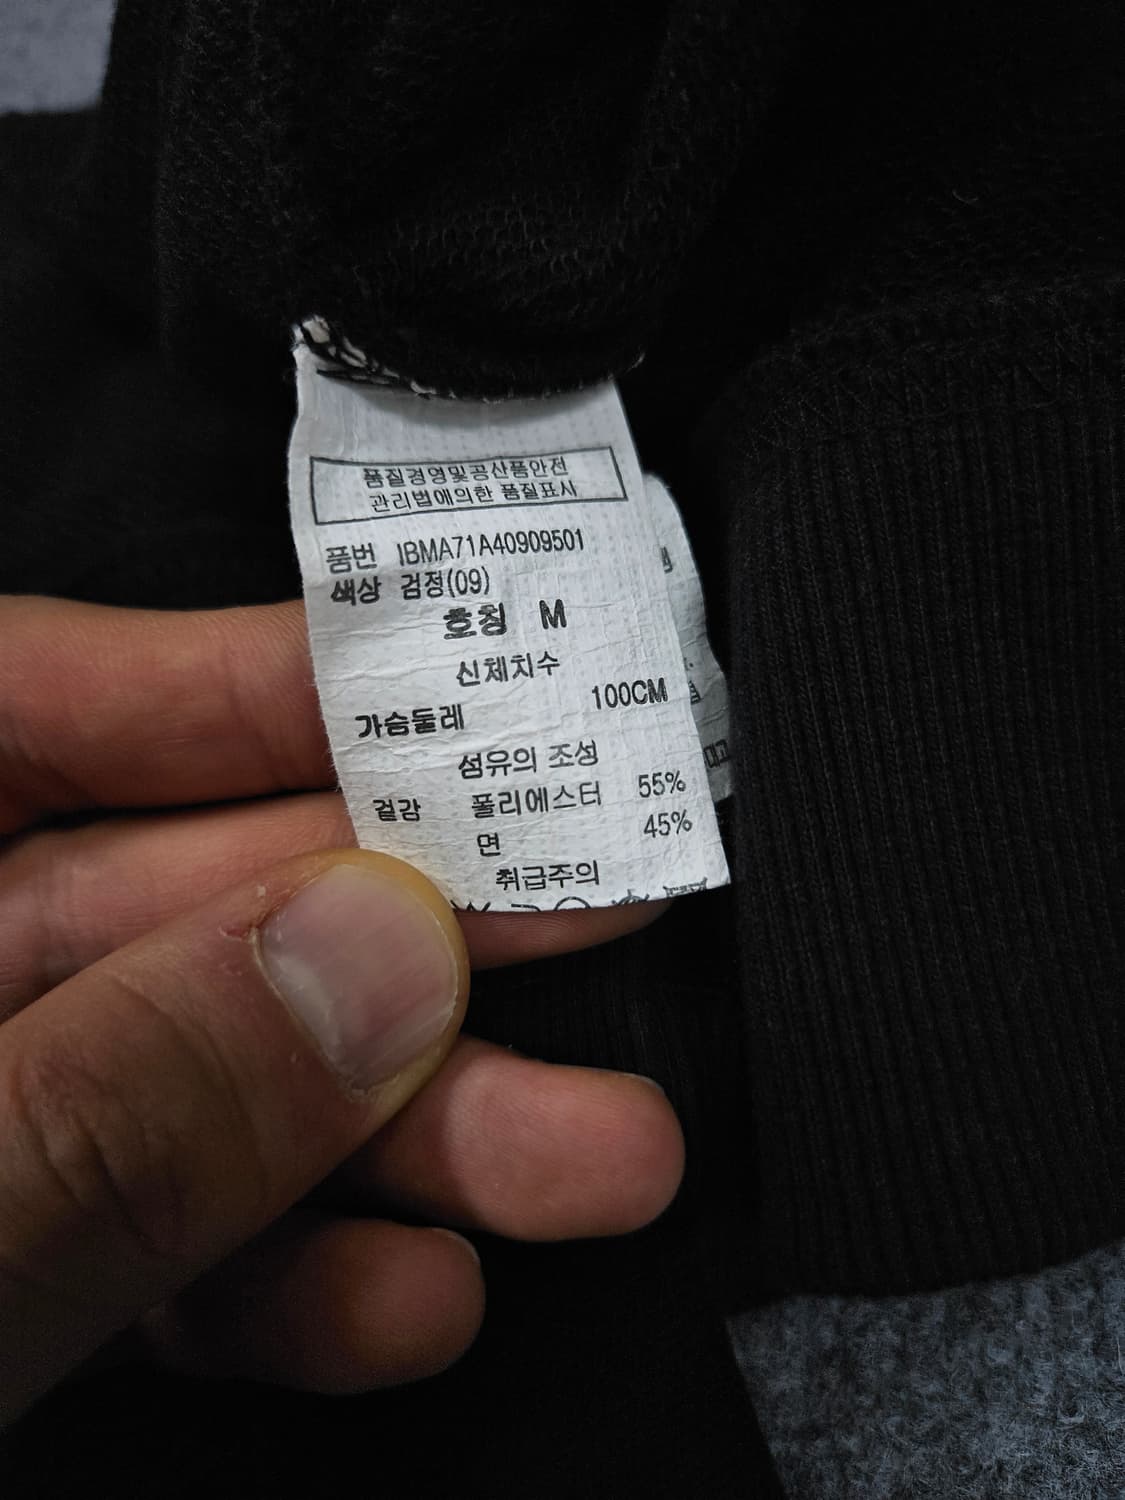 품질경영및공산품안전
관리법에의한 품질표시
품번 IBMA71A40909501
색상 검정(09)
호칭 M
신체치수
가슴둘레 100CM
섬유의 조성
겉감 폴리에스터 55%
면 45%
취급주의